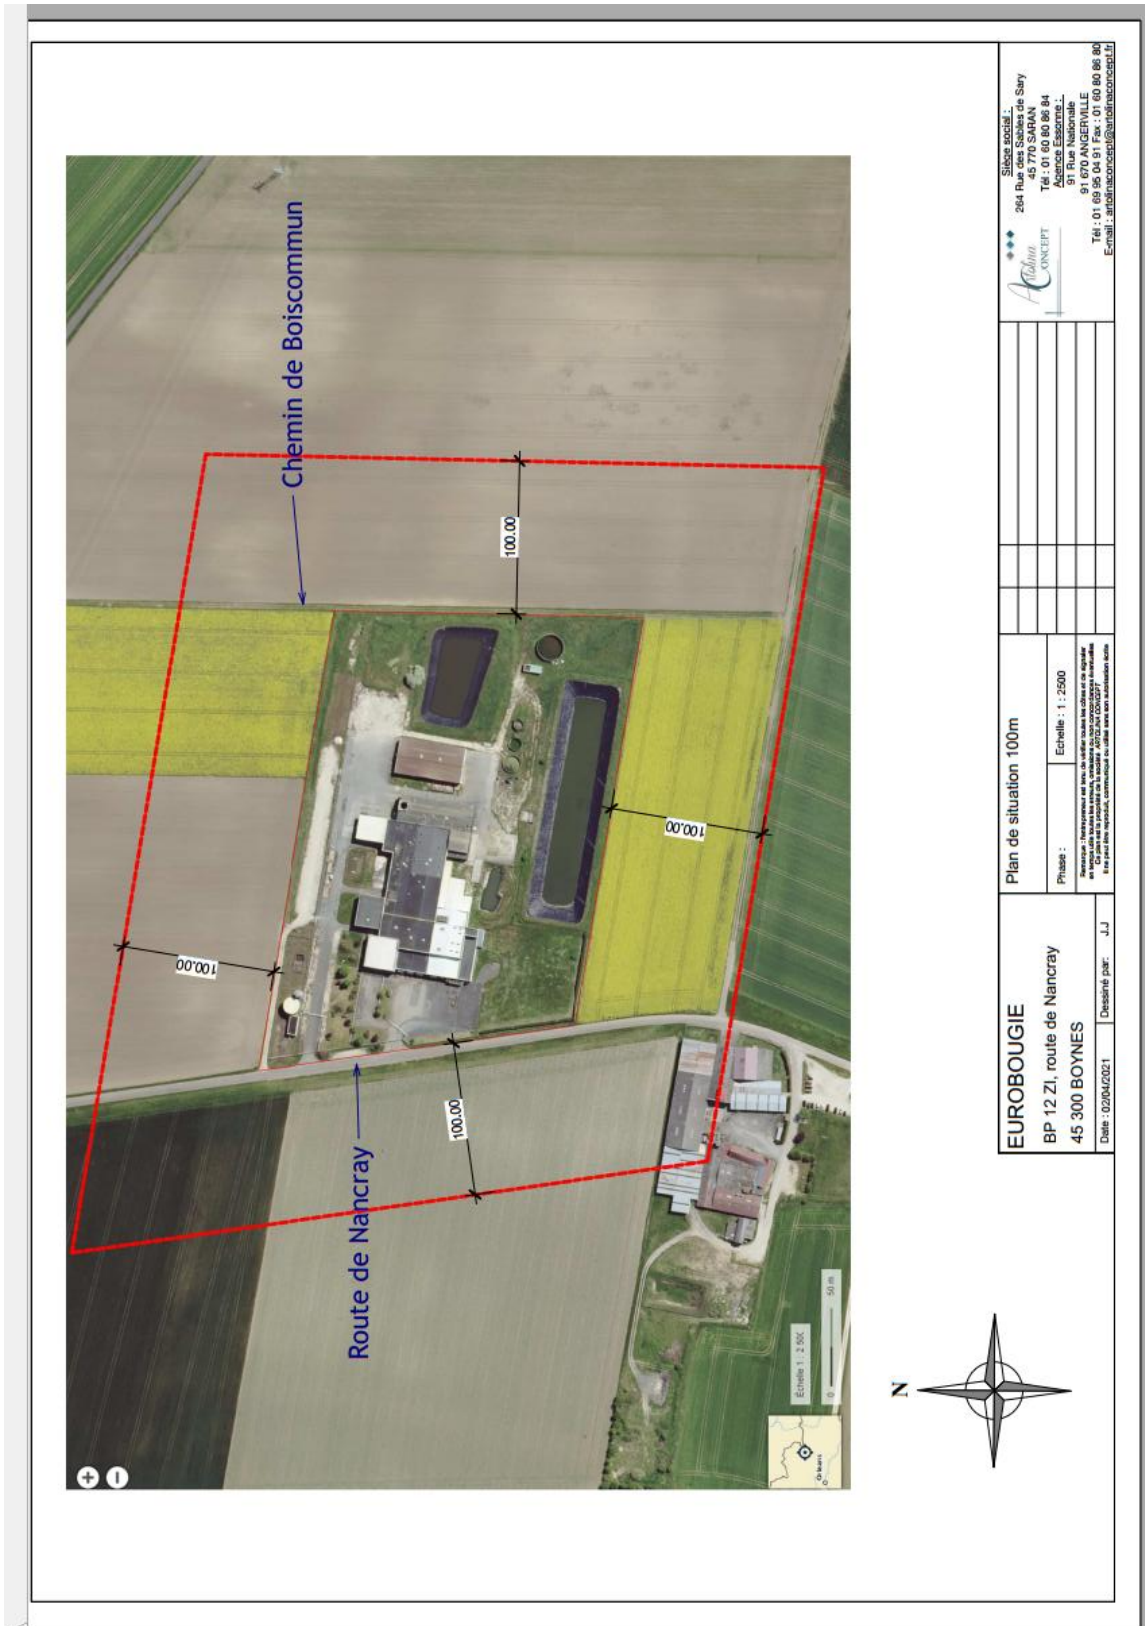 Chemin de Boiscommun
100.00
100.00
100.00
100.00
Route de Nancray
Echelle 1 : 2 500
0 50 m
Orléans
N
EUROBOUGIE
BP 12 ZI, route de Nancray
45 300 BOYNES
Date : 02/04/2021
Dessiné par: J.J
Plan de situation 100m
Phase :
Echelle : 1 : 2500
Artolina
CONCEPT
Siège social :
264 Rue des Sables de Sary
45 770 SARAN
Tél : 01 60 80 86 84
Agence Essonne :
91 Rue Nationale
91 670 ANGERVILLE
Tél : 01 69 95 04 91 Fax : 01 60 80 86 80
E-mail : artolinaconcept@artolinaconcept.fr